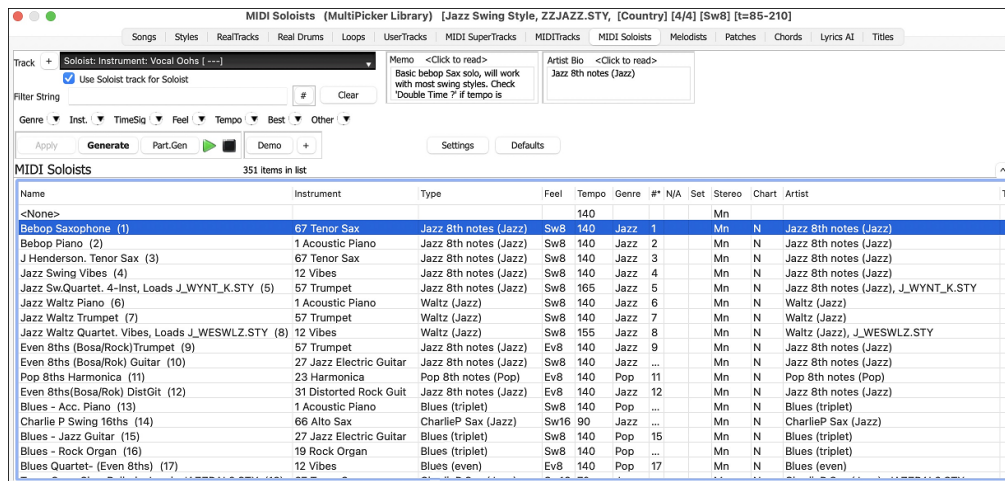 MIDI Soloists (MultiPicker Library) [Jazz Swing Style, ZZJAZZ.STY, [Country] [4/4] [Sw8] [t=85-210]
Songs Styles RealTracks Real Drums Loops UserTracks MIDI SuperTracks MIDITracks MIDI Soloists Melodists Patches Chords Lyrics AI Titles
Track + Soloist: Instrument: Vocal Oohs [ ---]
Use Soloist track for Soloist
Filter String # Clear
Memo <Click to read>
Basic bebop Sax solo, will work
with most swing styles. Check
'Double Time ?' if tempo is
Artist Bio <Click to read>
Jazz 8th notes (Jazz)
Genre Inst. TimeSig Feel Tempo Best Other
Apply Generate Part.Gen Demo + Settings Defaults
MIDI Soloists 351 items in list
Name Instrument Type Feel Tempo Genre #* N/A Set Stereo Chart Artist T
<None> 140 Mn
Bebop Saxophone (1) 67 Tenor Sax Jazz 8th notes (Jazz) Sw8 140 Jazz 1 Mn N Jazz 8th notes (Jazz)
Bebop Piano (2) 1 Acoustic Piano Jazz 8th notes (Jazz) Sw8 140 Jazz 2 Mn N Jazz 8th notes (Jazz)
J Henderson. Tenor Sax (3) 67 Tenor Sax Jazz 8th notes (Jazz) Sw8 140 Jazz 3 Mn N Jazz 8th notes (Jazz)
Jazz Swing Vibes (4) 12 Vibes Jazz 8th notes (Jazz) Sw8 140 Jazz 4 Mn N Jazz 8th notes (Jazz)
Jazz Sw.Quartet. 4-Inst, Loads J_WYNT_K.STY (5) 57 Trumpet Jazz 8th notes (Jazz) Sw8 165 Jazz 5 Mn N Jazz 8th notes (Jazz), J_WYNT_K.STY
Jazz Waltz Piano (6) 1 Acoustic Piano Waltz (Jazz) Sw8 140 Jazz 6 Mn N Waltz (Jazz)
Jazz Waltz Trumpet (7) 57 Trumpet Waltz (Jazz) Sw8 140 Jazz 7 Mn N Waltz (Jazz)
Jazz Waltz Quartet. Vibes, Loads J_WESWLZ.STY (8) 12 Vibes Waltz (Jazz) Sw8 155 Jazz 8 Mn N Waltz (Jazz), J_WESWLZ.STY
Even 8ths (Bosa/Rock)Trumpet (9) 57 Trumpet Jazz 8th notes (Jazz) Ev8 140 Jazz 9 Mn N Jazz 8th notes (Jazz)
Even 8ths (Bosa/Rok) Guitar (10) 27 Jazz Electric Guitar Jazz 8th notes (Jazz) Sw8 140 Jazz ... Mn N Jazz 8th notes (Jazz)
Pop 8ths Harmonica (11) 23 Harmonica Pop 8th notes (Pop) Ev8 140 Pop 11 Mn N Pop 8th notes (Pop)
Even 8ths(Bosa/Rok) DistGit (12) 31 Distorted Rock Guit Jazz 8th notes (Jazz) Ev8 140 Jazz 12 Mn N Jazz 8th notes (Jazz)
Blues - Acc. Piano (13) 1 Acoustic Piano Blues (triplet) Sw8 140 Pop ... Mn N Blues (triplet)
Charlie P Swing 16ths (14) 66 Alto Sax CharlieP Sax (Jazz) Sw16 90 Jazz ... Mn N CharlieP Sax (Jazz)
Blues - Jazz Guitar (15) 27 Jazz Electric Guitar Blues (triplet) Sw8 140 Pop 15 Mn N Blues (triplet)
Blues - Rock Organ (16) 19 Rock Organ Blues (triplet) Sw8 140 Pop ... Mn N Blues (triplet)
Blues Quartet- (Even 8ths) (17) 12 Vibes Blues (even) Ev8 140 Pop 17 Mn N Blues (even)